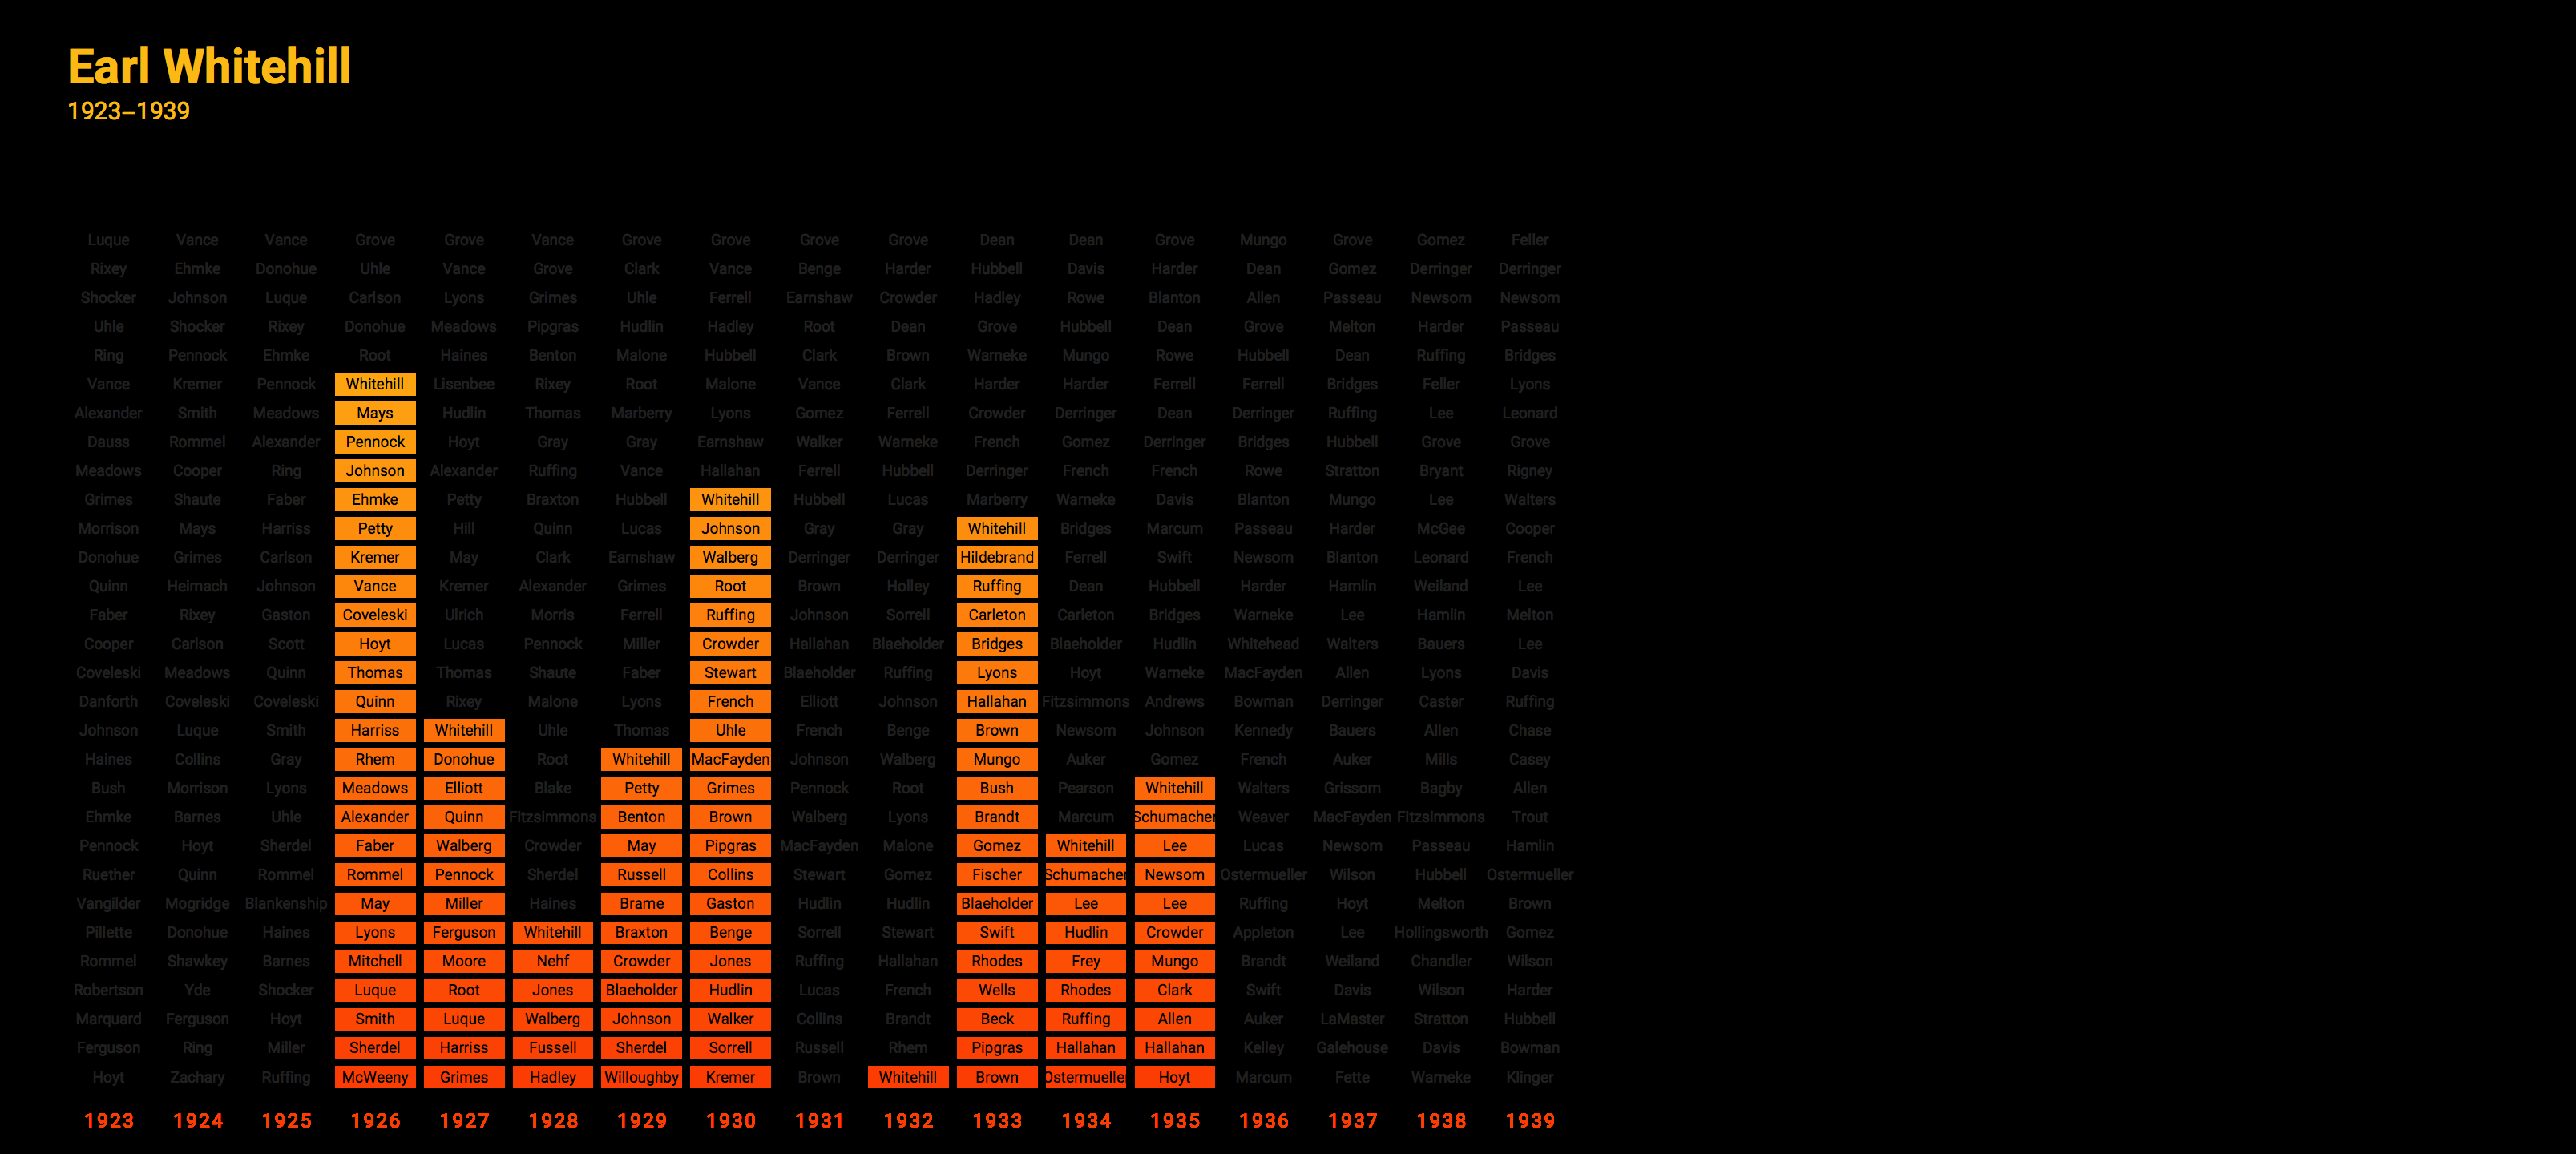 Earl Whitehill
1923–1939
Luque Vance Vance Grove Grove Vance Grove Grove Grove Grove Dean Dean Grove Mungo Grove Gomez Feller
Rixey Ehmke Donohue Uhle Vance Grove Clark Vance Benge Harder Hubbell Davis Harder Dean Gomez Derringer Derringer
Shocker Johnson Luque Carlson Lyons Grimes Uhle Ferrell Earnshaw Crowder Hadley Rowe Blanton Allen Passeau Newsom Newsom
Uhle Shocker Rixey Donohue Meadows Pipgras Hudlin Hadley Root Dean Grove Hubbell Dean Grove Melton Harder Passeau
Ring Pennock Ehmke Root Haines Benton Malone Hubbell Clark Brown Warneke Mungo Rowe Hubbell Dean Ruffing Bridges
Vance Kremer Pennock Whitehill Lisenbee Rixey Root Malone Vance Clark Harder Harder Ferrell Ferrell Bridges Feller Lyons
Alexander Smith Meadows Mays Hudlin Thomas Marberry Lyons Gomez Ferrell Crowder Derringer Dean Derringer Ruffing Lee Leonard
Dauss Rommel Alexander Pennock Hoyt Gray Gray Earnshaw Walker Warneke French Gomez Derringer Bridges Hubbell Grove Grove
Meadows Cooper Ring Johnson Alexander Ruffing Vance Hallahan Ferrell Hubbell Derringer French French Rowe Stratton Bryant Rigney
Grimes Shaute Faber Ehmke Petty Braxton Hubbell Whitehill Hubbell Lucas Marberry Warneke Davis Blanton Mungo Lee Walters
Morrison Mays Harriss Petty Hill Quinn Lucas Johnson Gray Gray Whitehill Bridges Marcum Passeau Harder McGee Cooper
Donohue Grimes Carlson Kremer May Clark Earnshaw Walberg Derringer Derringer Hildebrand Ferrell Swift Newsom Blanton Leonard French
Quinn Heimach Johnson Vance Kremer Alexander Grimes Root Brown Holley Ruffing Dean Hubbell Harder Hamlin Weiland Lee
Faber Rixey Gaston Coveleski Ulrich Morris Ferrell Ruffing Johnson Sorrell Carleton Carleton Bridges Warneke Lee Hamlin Melton
Cooper Carlson Scott Hoyt Lucas Pennock Miller Crowder Hallahan Blaeholder Bridges Blaeholder Hudlin Whitehead Walters Bauers Lee
Coveleski Meadows Quinn Thomas Thomas Shaute Faber Stewart Blaeholder Ruffing Lyons Hoyt Warneke MacFayden Allen Lyons Davis
Danforth Coveleski Coveleski Quinn Rixey Malone Lyons French Elliott Johnson Hallahan Fitzsimmons Andrews Bowman Derringer Caster Ruffing
Johnson Luque Smith Harriss Whitehill Uhle Thomas Uhle French Benge Brown Newsom Johnson Kennedy Bauers Allen Chase
Haines Collins Gray Rhem Donohue Root Whitehill MacFayden Johnson Walberg Mungo Auker Gomez French Auker Mills Casey
Bush Morrison Lyons Meadows Elliott Blake Petty Grimes Pennock Root Bush Pearson Whitehill Walters Grissom Bagby Allen
Ehmke Barnes Uhle Alexander Quinn Fitzsimmons Benton Brown Walberg Lyons Brandt Marcum Schumacher Weaver MacFayden Fitzsimmons Trout
Pennock Hoyt Sherdel Faber Walberg Crowder May Pipgras MacFayden Malone Gomez Whitehill Lee Lucas Newsom Passeau Hamlin
Ruether Quinn Rommel Rommel Pennock Sherdel Russell Collins Stewart Gomez Fischer Schumacher Newsom Ostermueller Wilson Hubbell Ostermueller
Vangilder Mogridge Blankenship May Miller Haines Brame Gaston Hudlin Hudlin Blaeholder Lee Lee Ruffing Hoyt Melton Brown
Pillette Donohue Haines Lyons Ferguson Whitehill Braxton Benge Sorrell Stewart Swift Hudlin Crowder Appleton Lee Hollingsworth Gomez
Rommel Shawkey Barnes Mitchell Moore Nehf Crowder Jones Ruffing Hallahan Rhodes Frey Mungo Brandt Weiland Chandler Wilson
Robertson Yde Shocker Luque Root Jones Blaeholder Hudlin Lucas French Wells Rhodes Clark Swift Davis Wilson Harder
Marquard Ferguson Hoyt Smith Luque Walberg Johnson Walker Collins Brandt Beck Ruffing Allen Auker LaMaster Stratton Hubbell
Ferguson Ring Miller Sherdel Harriss Fussell Sherdel Sorrell Russell Rhem Pipgras Hallahan Hallahan Kelley Galehouse Davis Bowman
Hoyt Zachary Ruffing McWeeny Grimes Hadley Willoughby Kremer Brown Whitehill Brown Ostermueller Hoyt Marcum Fette Warneke Klinger
1923 1924 1925 1926 1927 1928 1929 1930 1931 1932 1933 1934 1935 1936 1937 1938 1939